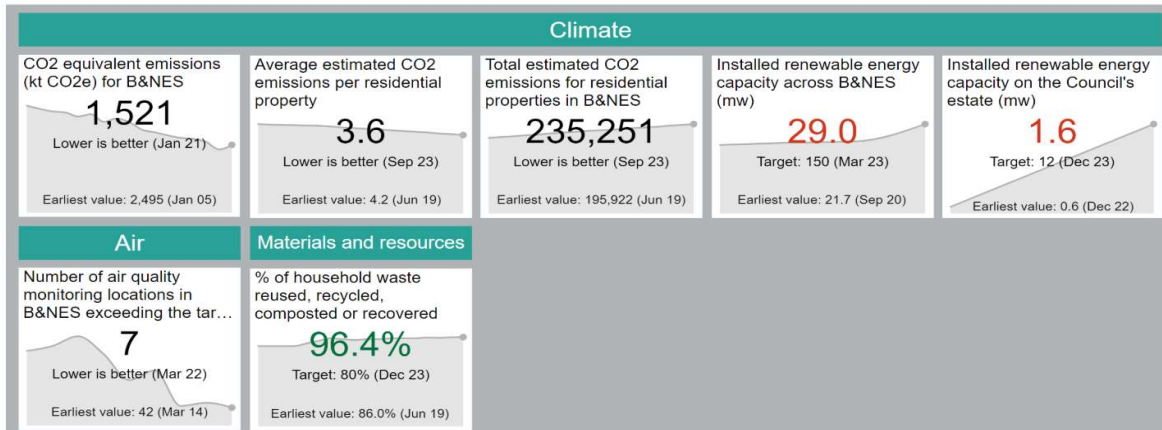 Climate
CO2 equivalent emissions
(kt CO2e) for B&NES
1,521
Lower is better (Jan 21)
Earliest value: 2,495 (Jan 05)
Average estimated CO2
emissions per residential
property
3.6
Lower is better (Sep 23)
Earliest value: 4.2 (Jun 19)
Total estimated CO2
emissions for residential
properties in B&NES
235,251
Lower is better (Sep 23)
Earliest value: 195,922 (Jun 19)
Installed renewable energy
capacity across B&NES
(mw)
29.0
Target: 150 (Mar 23)
Earliest value: 21.7 (Sep 20)
Installed renewable energy
capacity on the Council's
estate (mw)
1.6
Target: 12 (Dec 23)
Earliest value: 0.6 (Dec 22)
Air
Number of air quality
monitoring locations in
B&NES exceeding the tar…
7
Lower is better (Mar 22)
Earliest value: 42 (Mar 14)
Materials and resources
% of household waste
reused, recycled,
composted or recovered
96.4%
Target: 80% (Dec 23)
Earliest value: 86.0% (Jun 19)